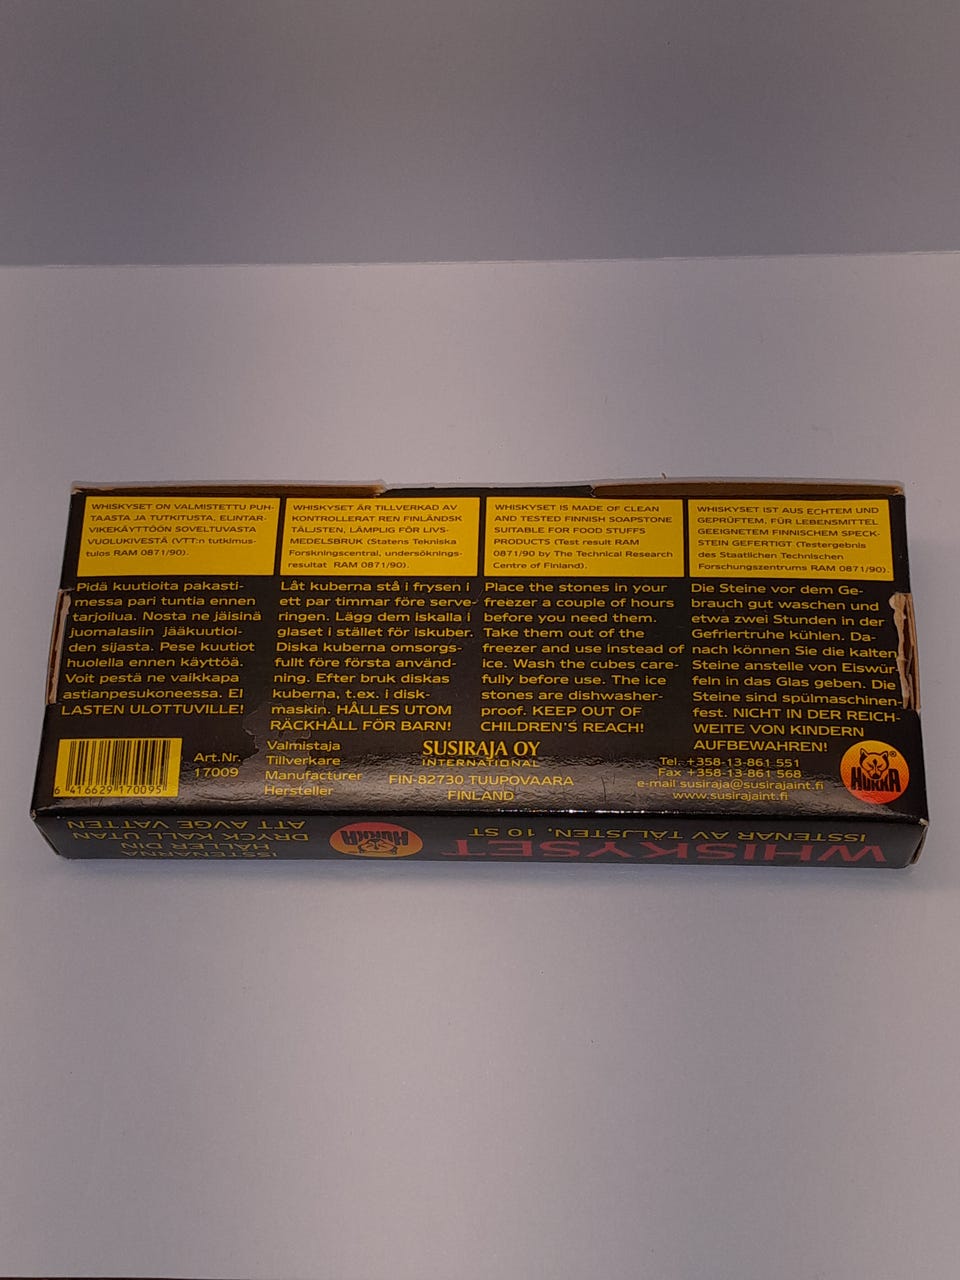 WHISKYSET ON VALMISTETTU PUH-
TAASTA JA TUTKITUSTA, ELINTAR-
VIKEKÄYTTÖÖN SOVELTUVASTA
VUOLUKIVESTÄ (VTT:n tutkimus-
tulos RAM 0871/90).
WHISKYSET ÄR TILLVERKAD AV
KONTROLLERAT REN FINLÄNDSK
TÄLJSTEN, LÄMPLIG FÖR LIVS-
MEDELSBRUK (Statens Tekniska
Forskningscentral, undersöknings-
resultat RAM 0871/90).
WHISKYSET IS MADE OF CLEAN
AND TESTED FINNISH SOAPSTONE
SUITABLE FOR FOOD STUFFS
PRODUCTS (Test result RAM
0871/90 by The Technical Research
Centre of Finland).
WHISKYSET IST AUS ECHTEM UND
GEPRÜFTEM, FÜR LEBENSMITTEL
GEEIGNETEM FINNISCHEM SPECK-
STEIN GEFERTIGT (Testergebnis
des Staatlichen Technischen
Forschungszentrums RAM 0871/90).
Pidä kuutioita pakasti-
messa pari tuntia ennen
tarjoilua. Nosta ne jäisinä
juomalasiin jääkuutioi-
den sijasta. Pese kuutiot
huolella ennen käyttöä.
Voit pestä ne vaikkapa
astianpesukoneessa. EI
LASTEN ULOTTUVILLE!
Låt kuberna stå i frysen i
ett par timmar före serve-
ringen. Lägg dem iskalla i
glaset i stället för iskuber.
Diska kuberna omsorgs-
fullt före första använd-
ning. Efter bruk diskas
kuberna, t.ex. i disk-
maskin. HÅLLES UTOM
RÄCKHÅLL FÖR BARN!
Place the stones in your
freezer a couple of hours
before you need them.
Take them out of the
freezer and use instead of
ice. Wash the cubes care-
fully before use. The ice
stones are dishwasher-
proof. KEEP OUT OF
CHILDREN'S REACH!
Die Steine vor dem Ge-
brauch gut waschen und
etwa zwei Stunden in der
Gefriertruhe kühlen. Da-
nach können Sie die kalten
Steine anstelle von Eiswür-
feln in das Glas geben. Die
Steine sind spülmaschinen-
fest. NICHT IN DER REICH-
WEITE VON KINDERN
AUFBEWAHREN!
6 416629 170095
Art.Nr.
17009
Valmistaja
Tillverkare
Manufacturer
Hersteller
SUSIRAJA OY
INTERNATIONAL
FIN-82730 TUUPOVAARA
FINLAND
Tel. +358-13-861 551
Fax +358-13-861 568
e-mail susiraja@susirajaint.fi
www.susirajaint.fi
HUKKA ®
WHISKYSET
ISSTENAR AV TÄLJSTEN, 10 ST
HUKKA
ISSTENARNA
HÅLLER DIN
DRYCK KALL UTAN
ATT AVGE VATTEN